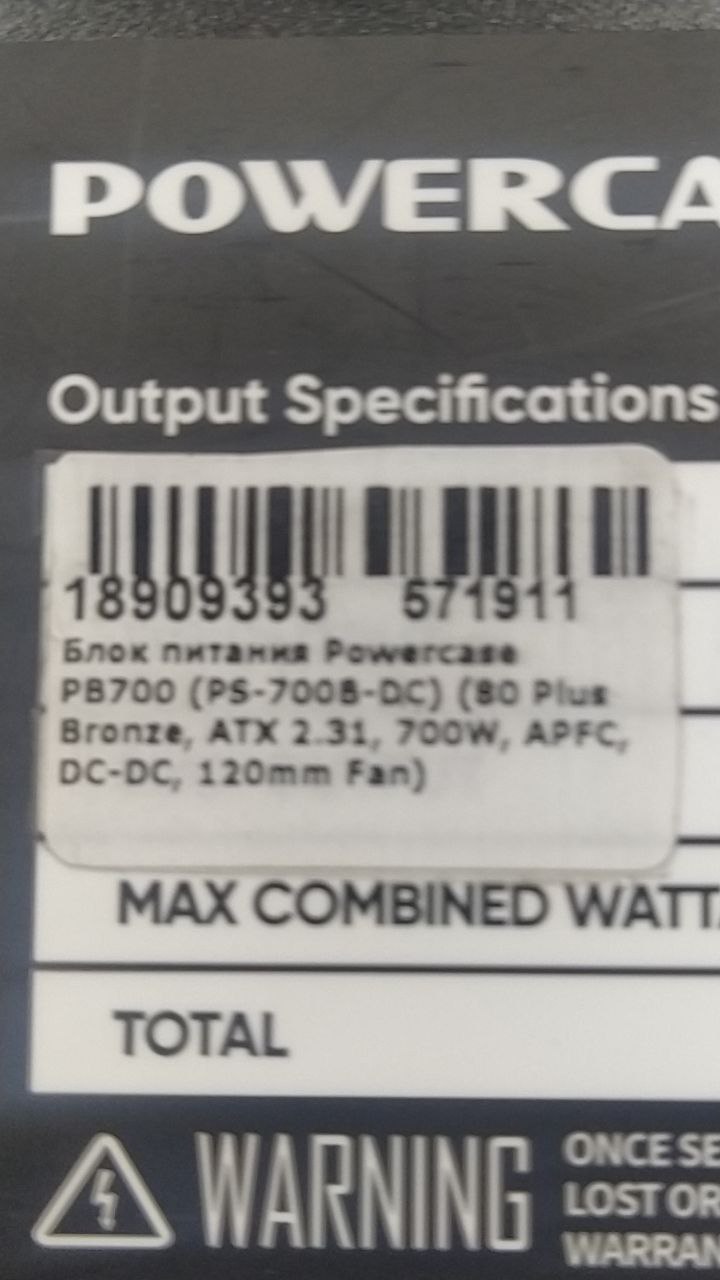 POWERCA
Output Specifications
18909393 571911
Блок питания Powercase
PB700 (PS-700B-DC) (80 Plus
Bronze, ATX 2.31, 700W, APFC,
DC-DC, 120mm Fan)
MAX COMBINED WATT
TOTAL
WARNING
ONCE SE
LOST OR
WARRAN